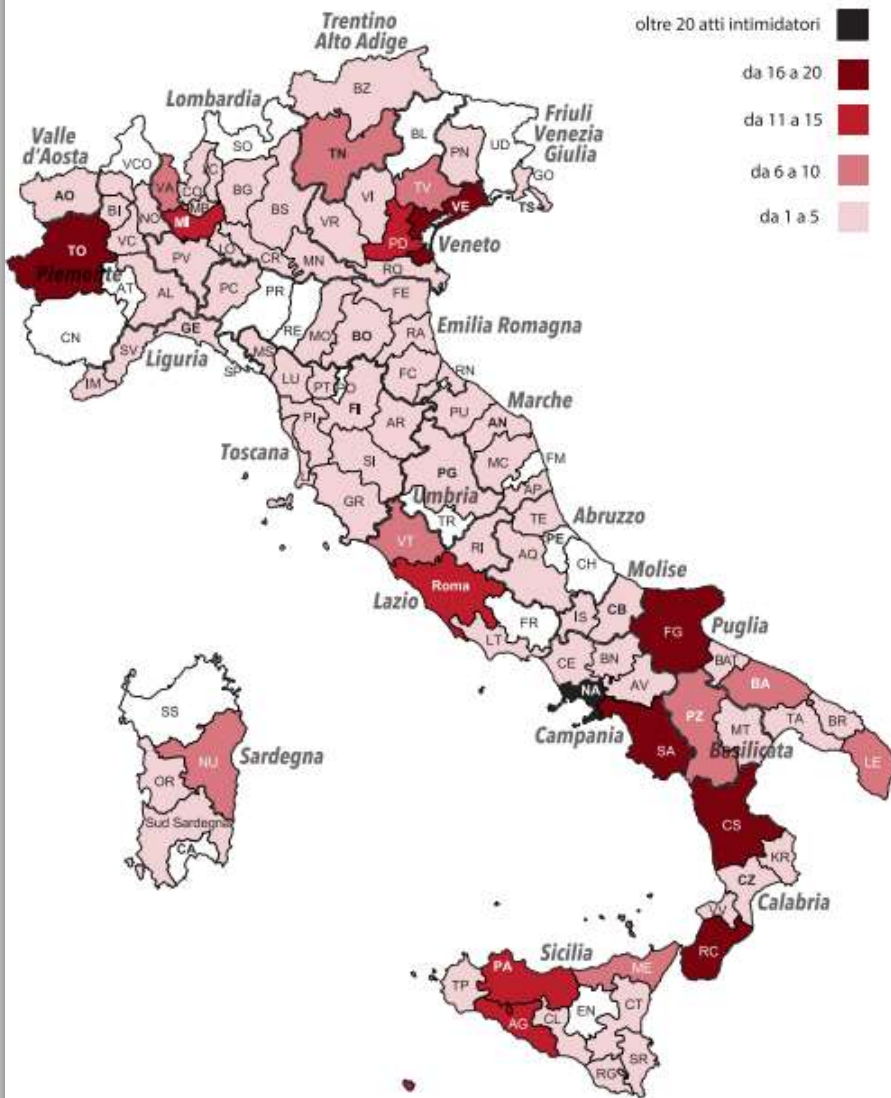 Trentino
Alto Adige
oltre 20 atti intimidatori
da 16 a 20
da 11 a 15
da 6 a 10
da 1 a 5
Lombardia
Friuli
Venezia
Giulia
Valle
d'Aosta
BZ
SO
BL
UD
VCO
TN
PN
GO
TS
AO
VA
CO
LC
BG
VI
TV
VE
BI
NO
MB
BS
VR
MI
PD
Veneto
TO
VC
PV
LO
CR
MN
RO
Piemonte
AT
AL
PC
PR
FE
CN
GE
RE
MO
BO
RA
Emilia Romagna
SV
Liguria
IM
SP
MS
FC
RN
LU
PT
PO
FI
PU
AN
Marche
PI
AR
MC
FM
Toscana
SI
PG
AP
GR
Umbria
TE
Abruzzo
TR
VT
RI
AQ
PE
CH
Molise
Roma
Lazio
FR
IS
CB
LT
FG
Puglia
CE
BN
BAT
BA
NA
AV
PZ
SS
Campania
SA
MT
TA
BR
Basilicata
LE
NU
Sardegna
OR
Sud Sardegna
CA
CS
KR
CZ
VV
Calabria
RC
Sicilia
PA
ME
TP
EN
CT
AG
CL
SR
RG